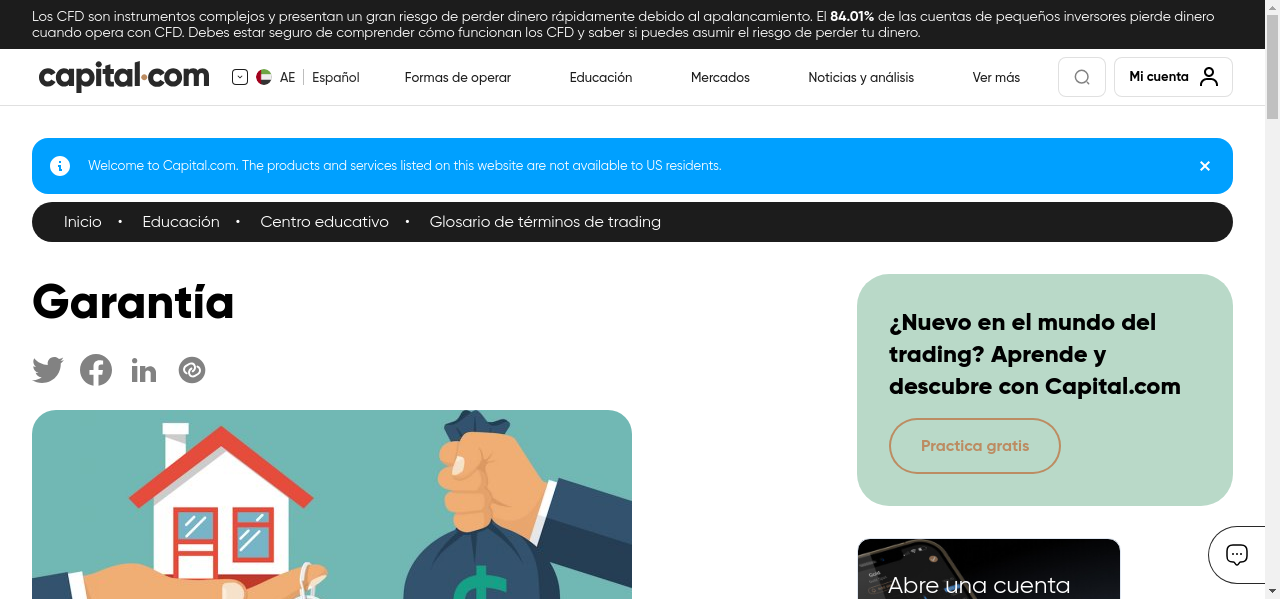 Los CFD son instrumentos complejos y presentan un gran riesgo de perder dinero rápidamente debido al apalancamiento. El 84.01% de las cuentas de pequeños inversores pierde dinero
cuando opera con CFD. Debes estar seguro de comprender cómo funcionan los CFD y saber si puedes asumir el riesgo de perder tu dinero.
capital.com AE Español Formas de operar Educación Mercados Noticias y análisis Ver más Mi cuenta
Welcome to Capital.com. The products and services listed on this website are not available to US residents.
Inicio • Educación • Centro educativo • Glosario de términos de trading
Garantía
¿Nuevo en el mundo del
trading? Aprende y
descubre con Capital.com
Practica gratis
Abre una cuenta